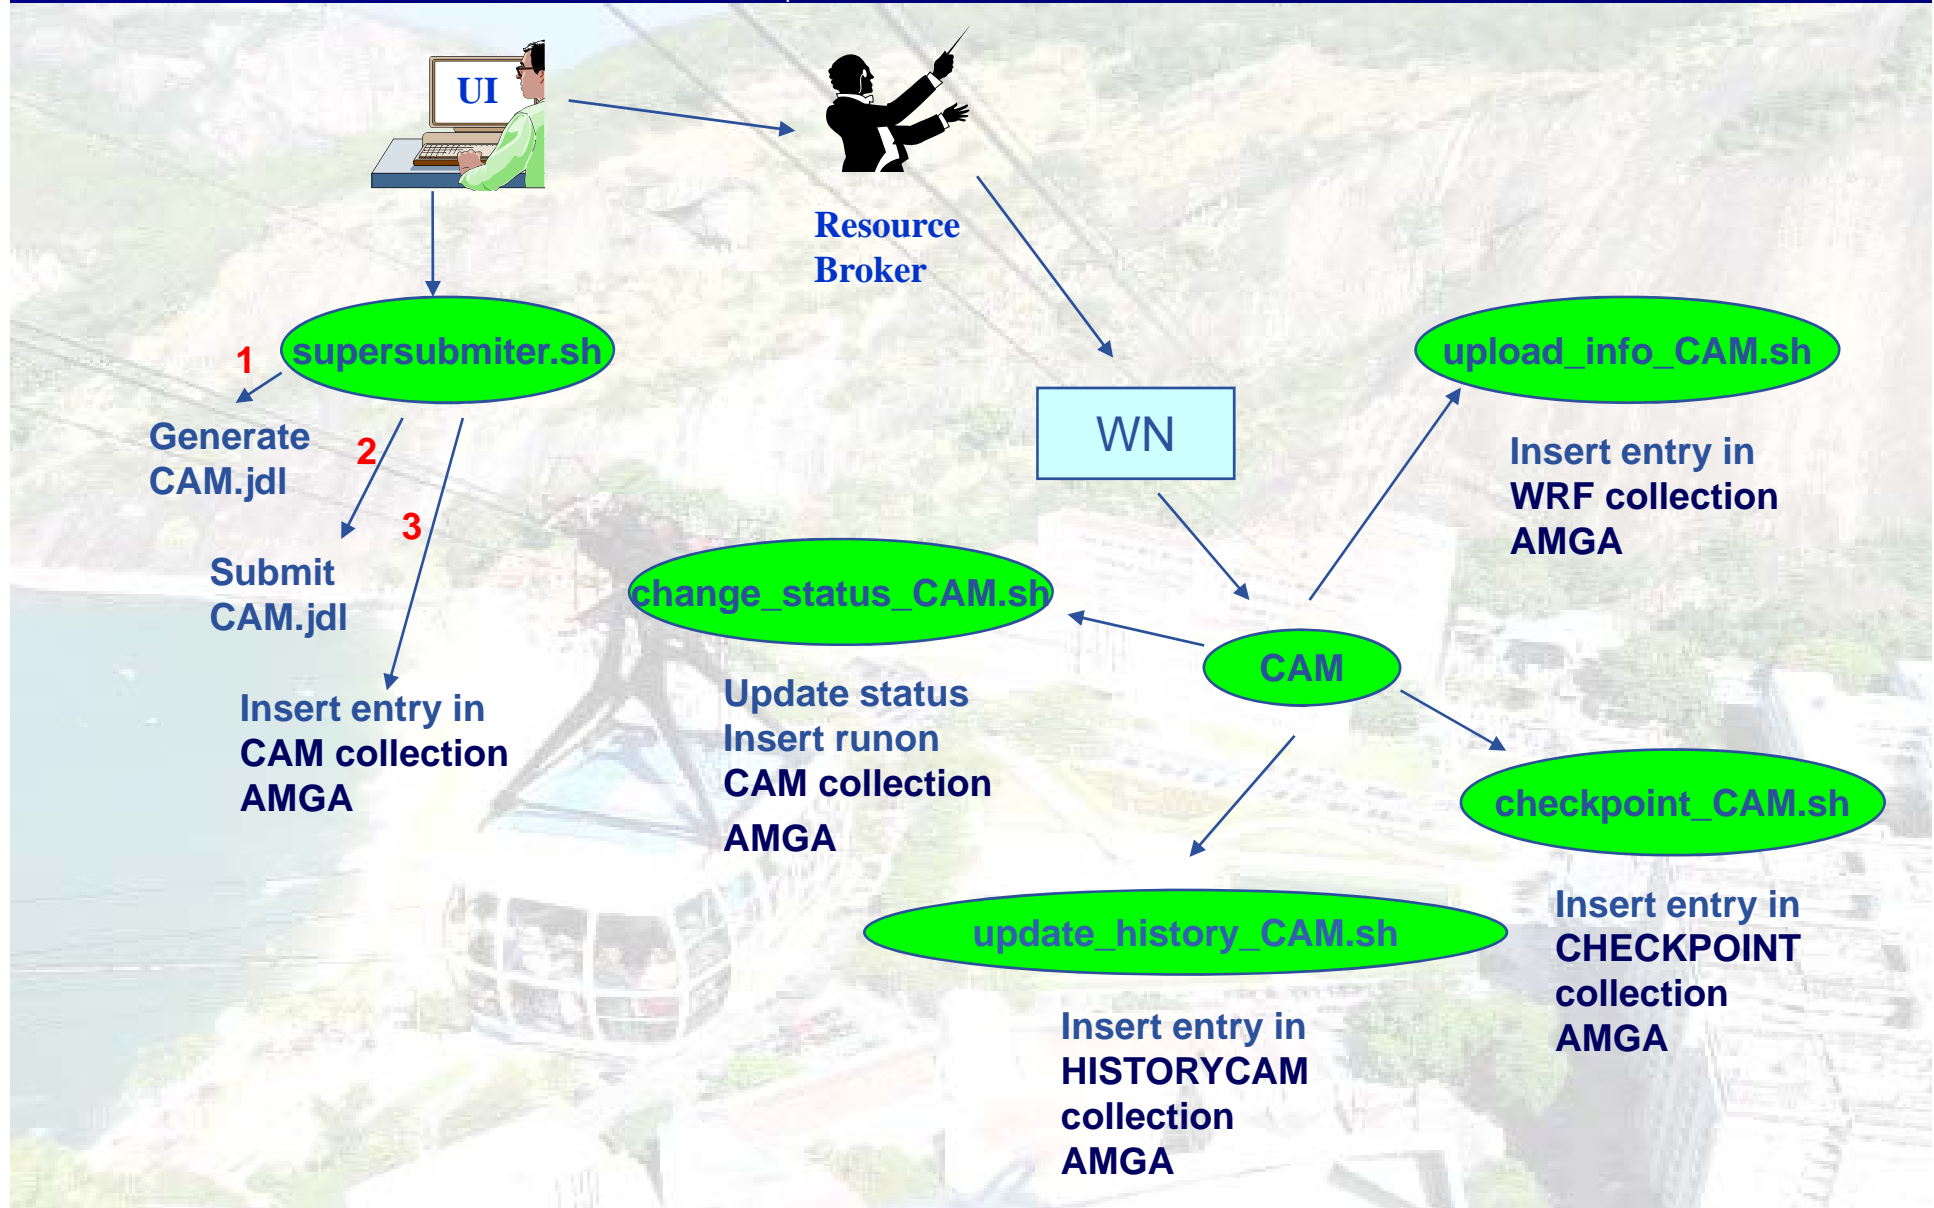 UI
Resource
Broker
supersubmiter.sh
1
Generate
CAM.jdl
2
Submit
CAM.jdl
3
Insert entry in
CAM collection
AMGA
WN
upload_info_CAM.sh
Insert entry in
WRF collection
AMGA
change_status_CAM.sh
Update status
Insert runon
CAM collection
AMGA
CAM
checkpoint_CAM.sh
Insert entry in
CHECKPOINT
collection
AMGA
update_history_CAM.sh
Insert entry in
HISTORYCAM
collection
AMGA